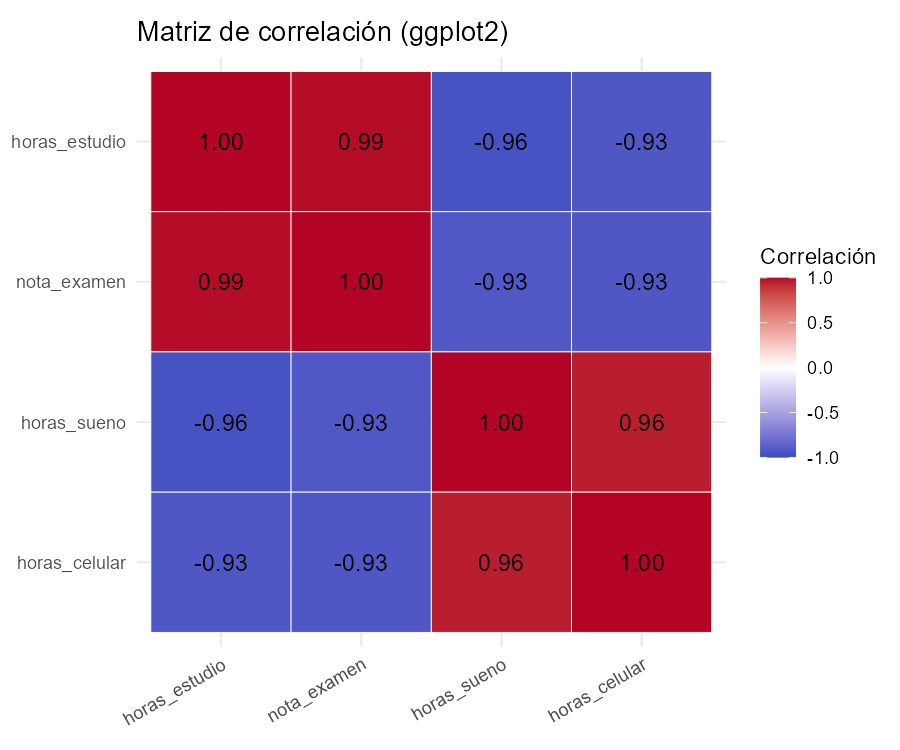 Matriz de correlación (ggplot2)
horas_estudio
1.00 0.99 -0.96 -0.93
nota_examen
0.99 1.00 -0.93 -0.93
horas_sueno
-0.96 -0.93 1.00 0.96
horas_celular
-0.93 -0.93 0.96 1.00
horas_estudio
nota_examen
horas_sueno
horas_celular
Correlación
1.0
0.5
0.0
-0.5
-1.0